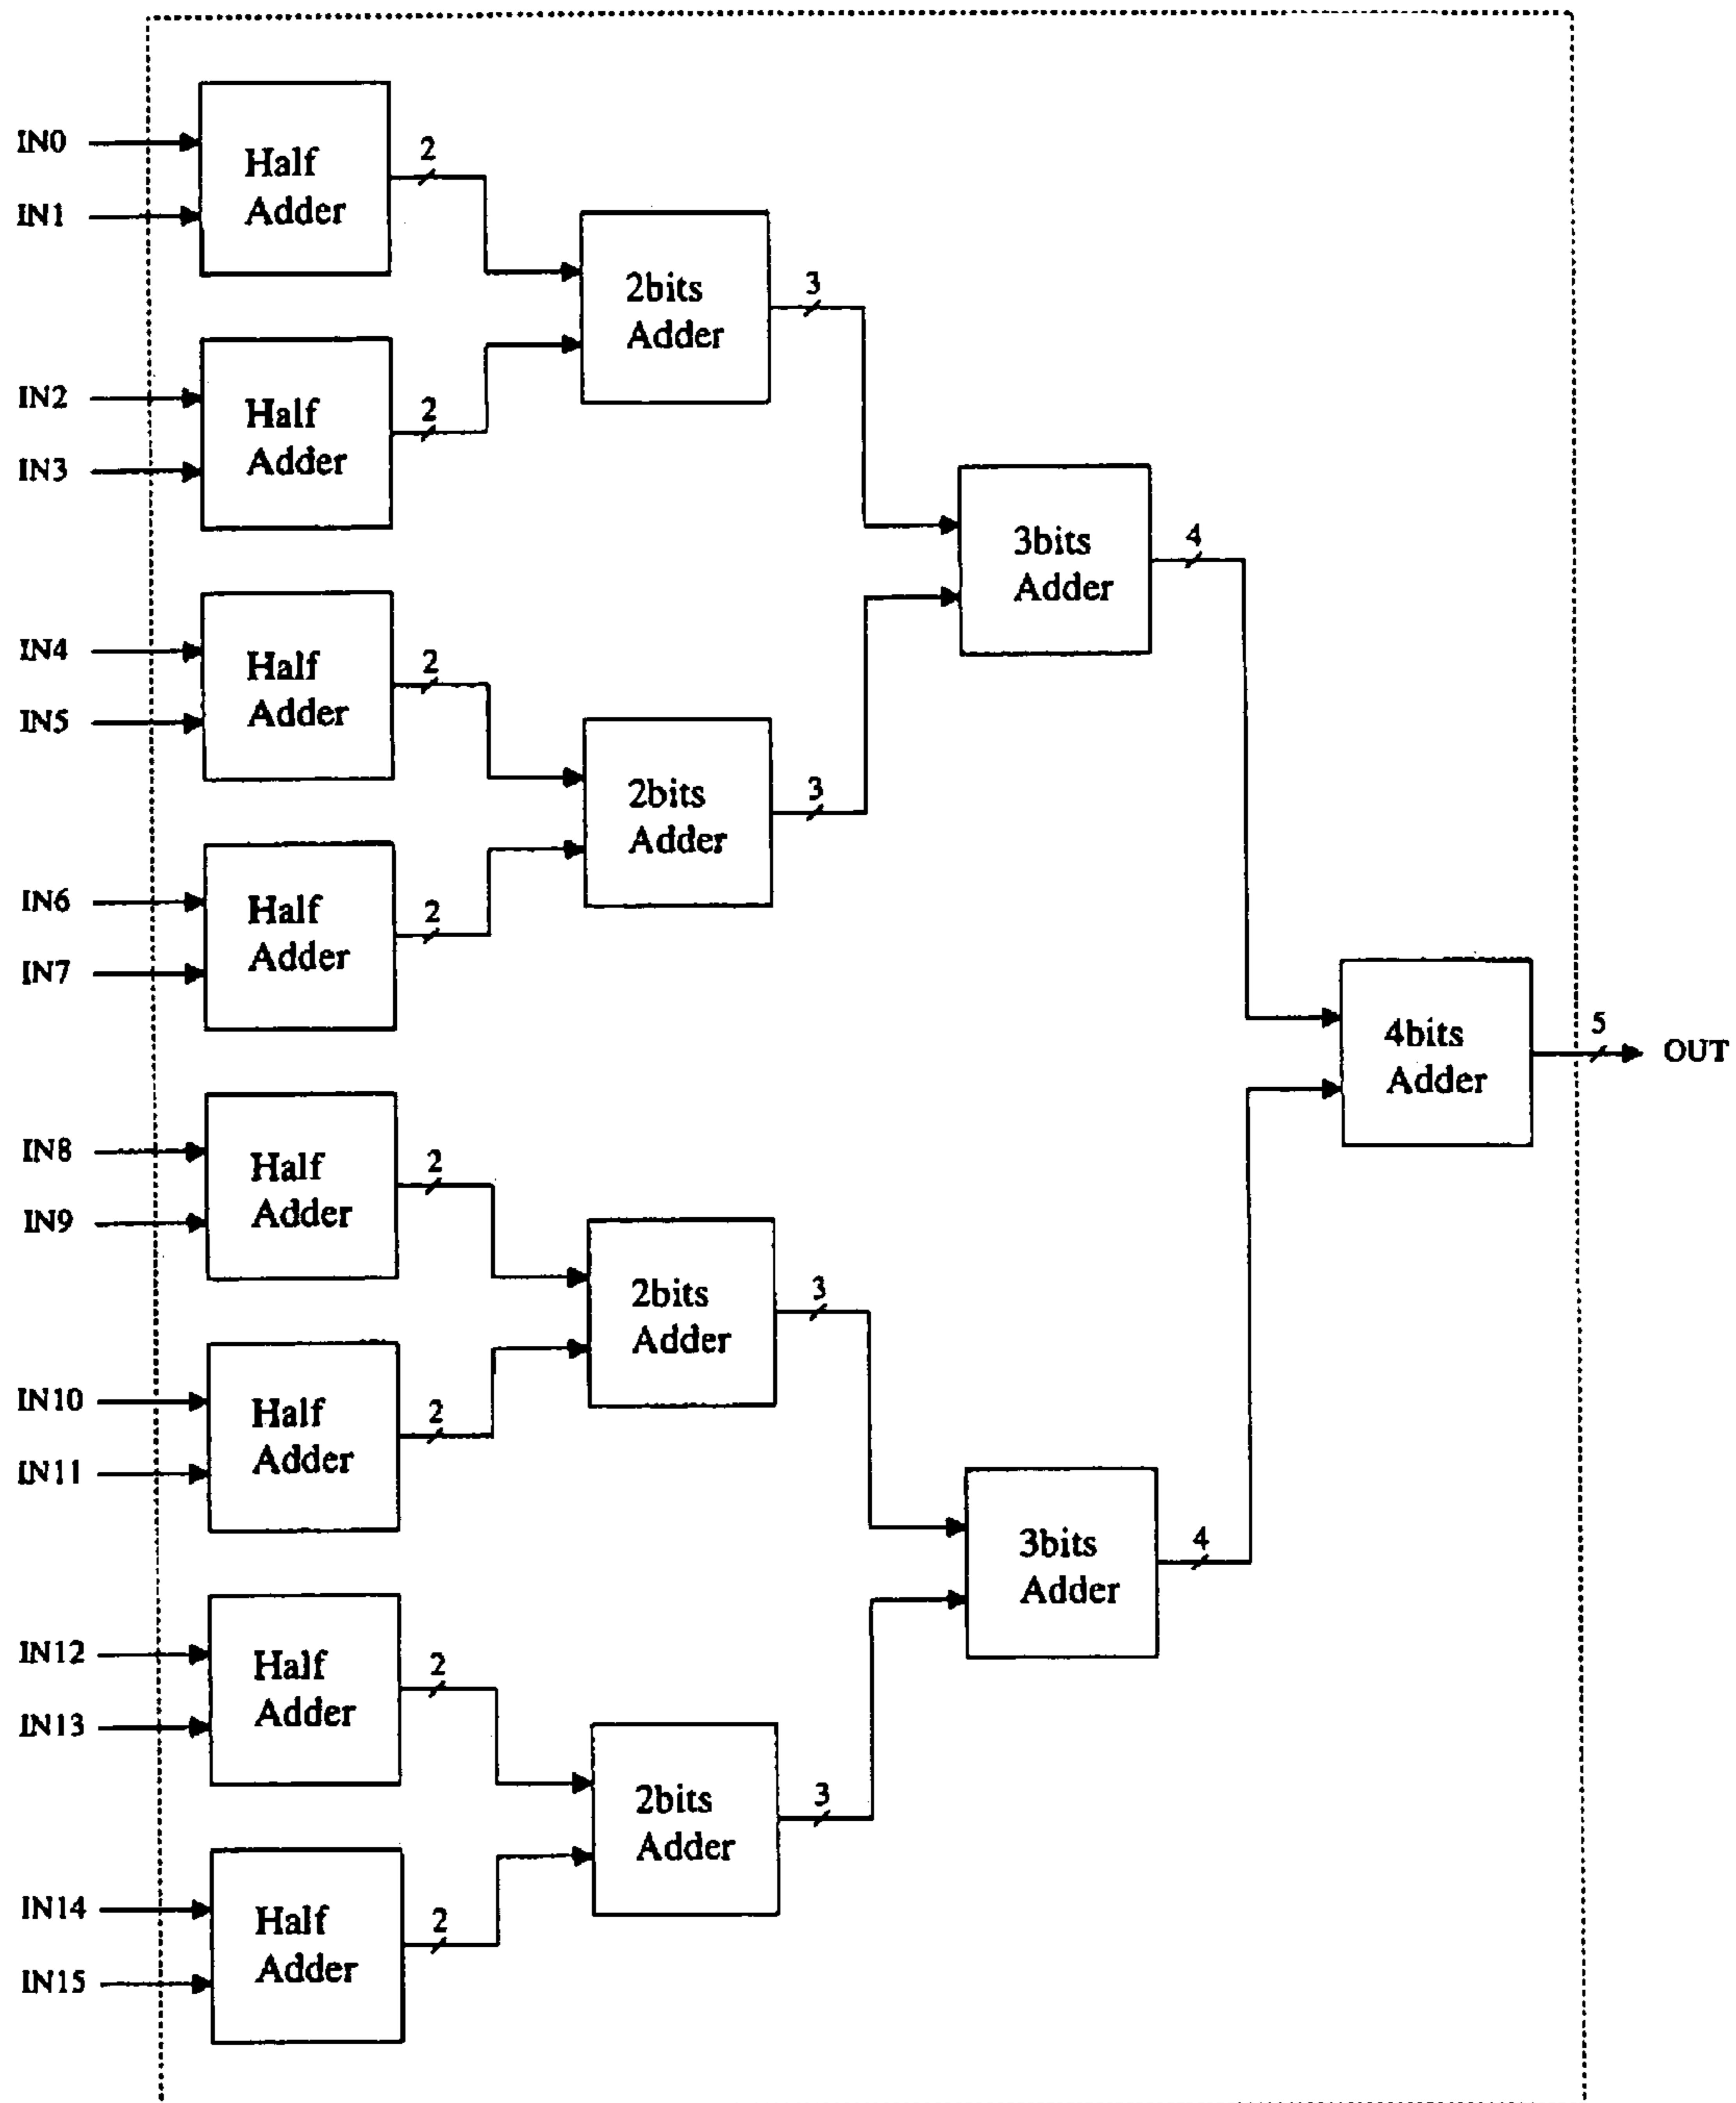 IN0
IN1
Half
Adder
2
IN2
IN3
Half
Adder
2
2bits
Adder
3
IN4
IN5
Half
Adder
2
IN6
IN7
Half
Adder
2
2bits
Adder
3
3bits
Adder
4
IN8
IN9
Half
Adder
2
IN10
IN11
Half
Adder
2
2bits
Adder
3
IN12
IN13
Half
Adder
2
IN14
IN15
Half
Adder
2
2bits
Adder
3
3bits
Adder
4
4bits
Adder
5
OUT